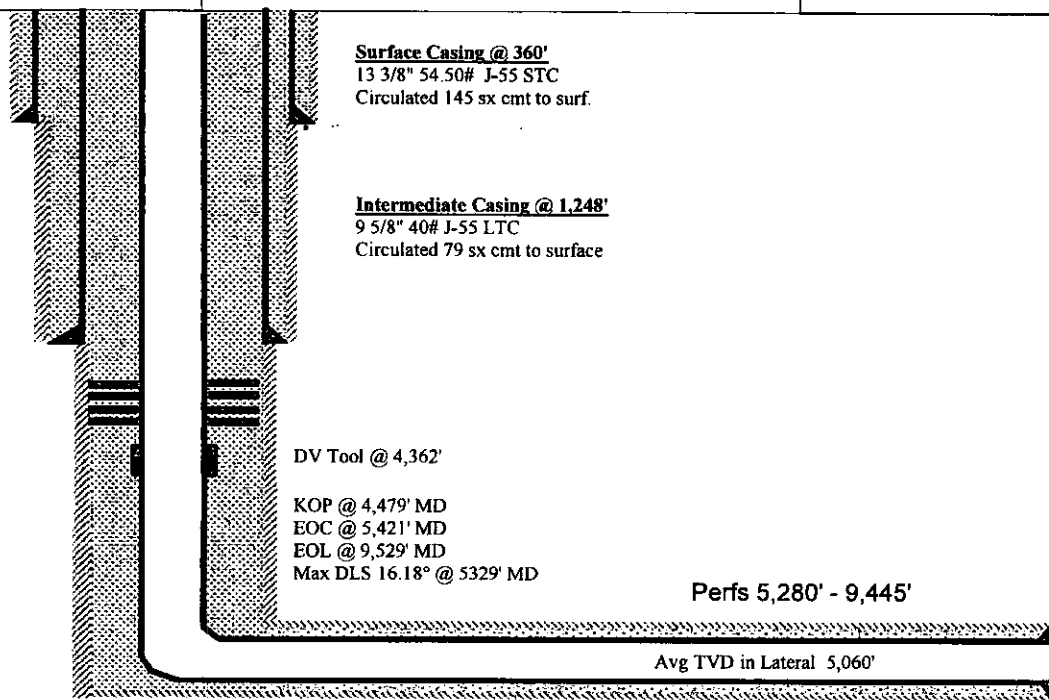 Surface Casing @ 360'
13 3/8" 54.50# J-55 STC
Circulated 145 sx cmt to surf.
Intermediate Casing @ 1,248'
9 5/8" 40# J-55 LTC
Circulated 79 sx cmt to surface
DV Tool @ 4,362'
KOP @ 4,479' MD
EOC @ 5,421' MD
EOL @ 9,529' MD
Max DLS 16.18° @ 5329' MD
Perfs 5,280' - 9,445'
Avg TVD in Lateral 5,060'